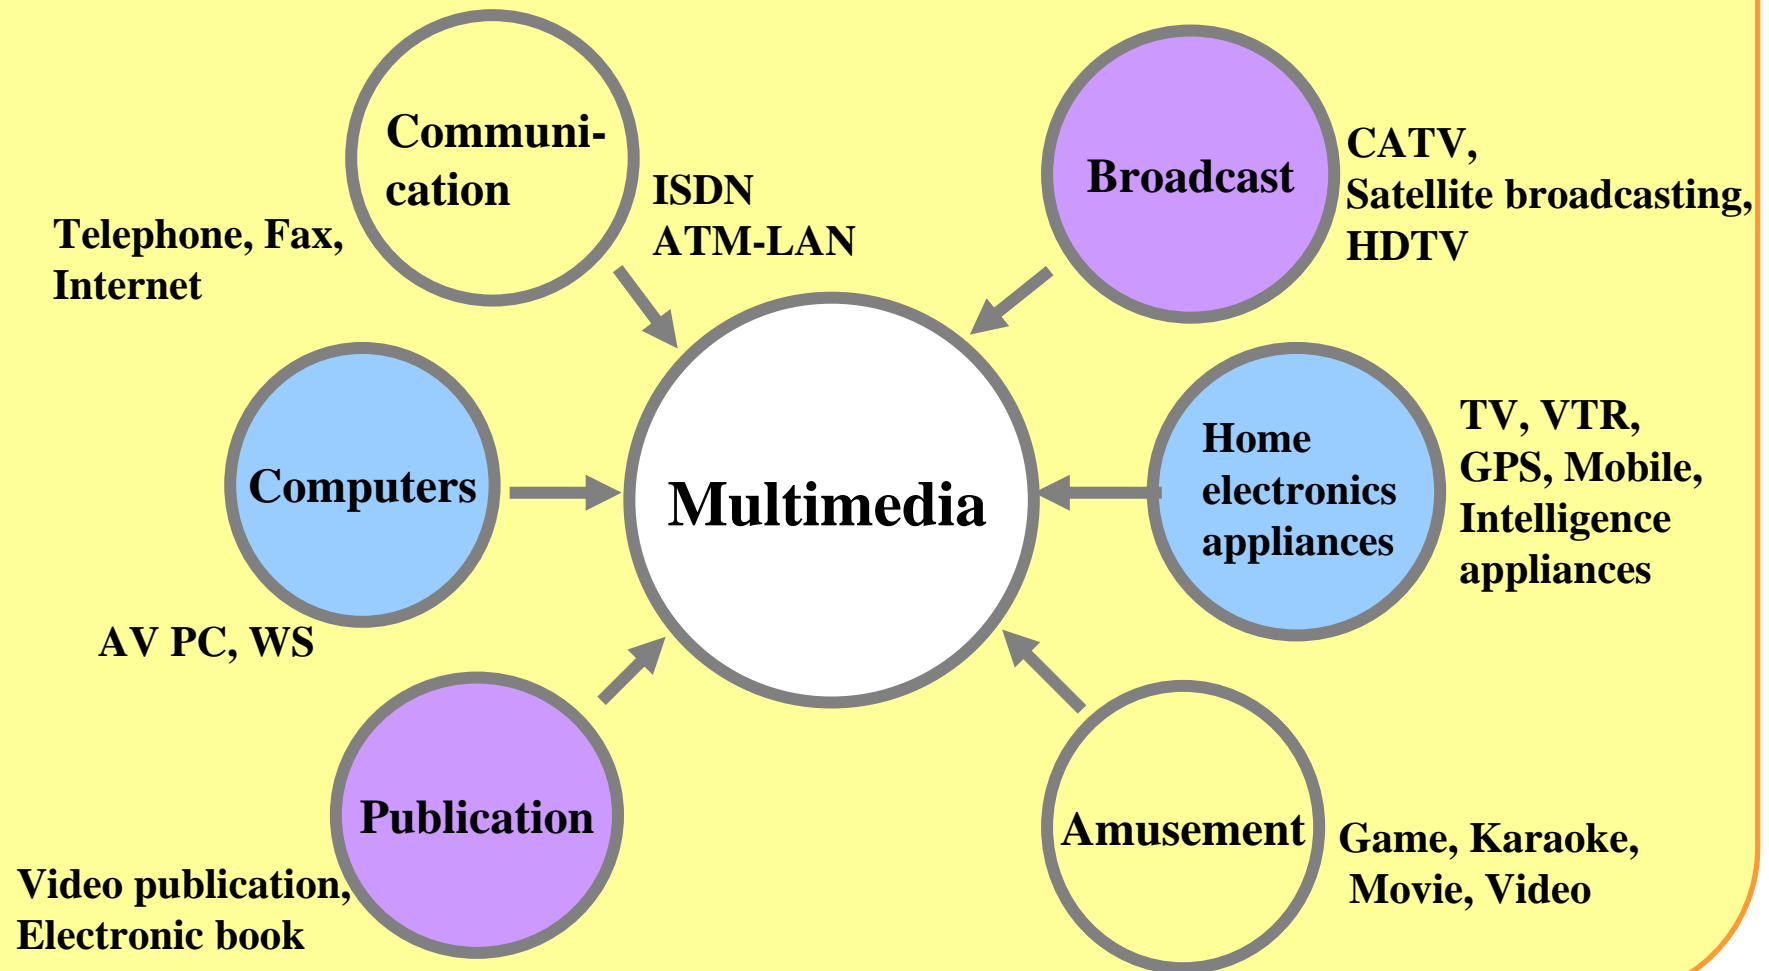 Communi-
cation
Telephone, Fax,
Internet
ISDN
ATM-LAN
Broadcast
CATV,
Satellite broadcasting,
HDTV
Computers
AV PC, WS
Multimedia
Home
electronics
appliances
TV, VTR,
GPS, Mobile,
Intelligence
appliances
Publication
Video publication,
Electronic book
Amusement
Game, Karaoke,
Movie, Video